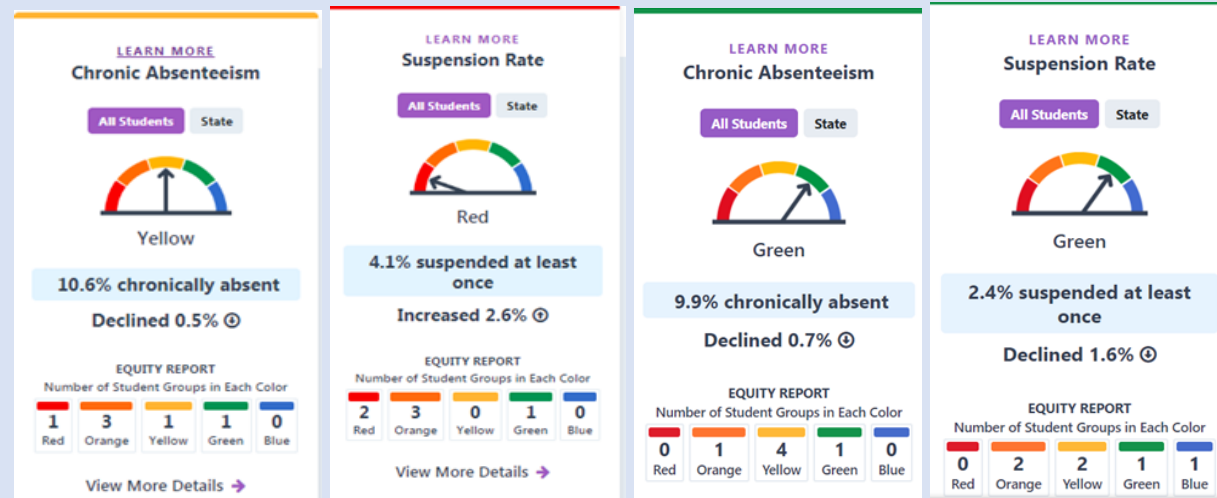 LEARN MORE
Chronic Absenteeism
All Students State
Yellow
10.6% chronically absent
Declined 0.5%
EQUITY REPORT
Number of Student Groups in Each Color
1 3 1 1 0
Red Orange Yellow Green Blue
View More Details
LEARN MORE
Suspension Rate
All Students State
Red
4.1% suspended at least
once
Increased 2.6%
EQUITY REPORT
Number of Student Groups in Each Color
2 3 0 1 0
Red Orange Yellow Green Blue
View More Details
LEARN MORE
Chronic Absenteeism
All Students State
Green
9.9% chronically absent
Declined 0.7%
EQUITY REPORT
Number of Student Groups in Each Color
0 1 4 1 0
Red Orange Yellow Green Blue
LEARN MORE
Suspension Rate
All Students State
Green
2.4% suspended at least
once
Declined 1.6%
EQUITY REPORT
Number of Student Groups in Each Color
0 2 2 1 1
Red Orange Yellow Green Blue